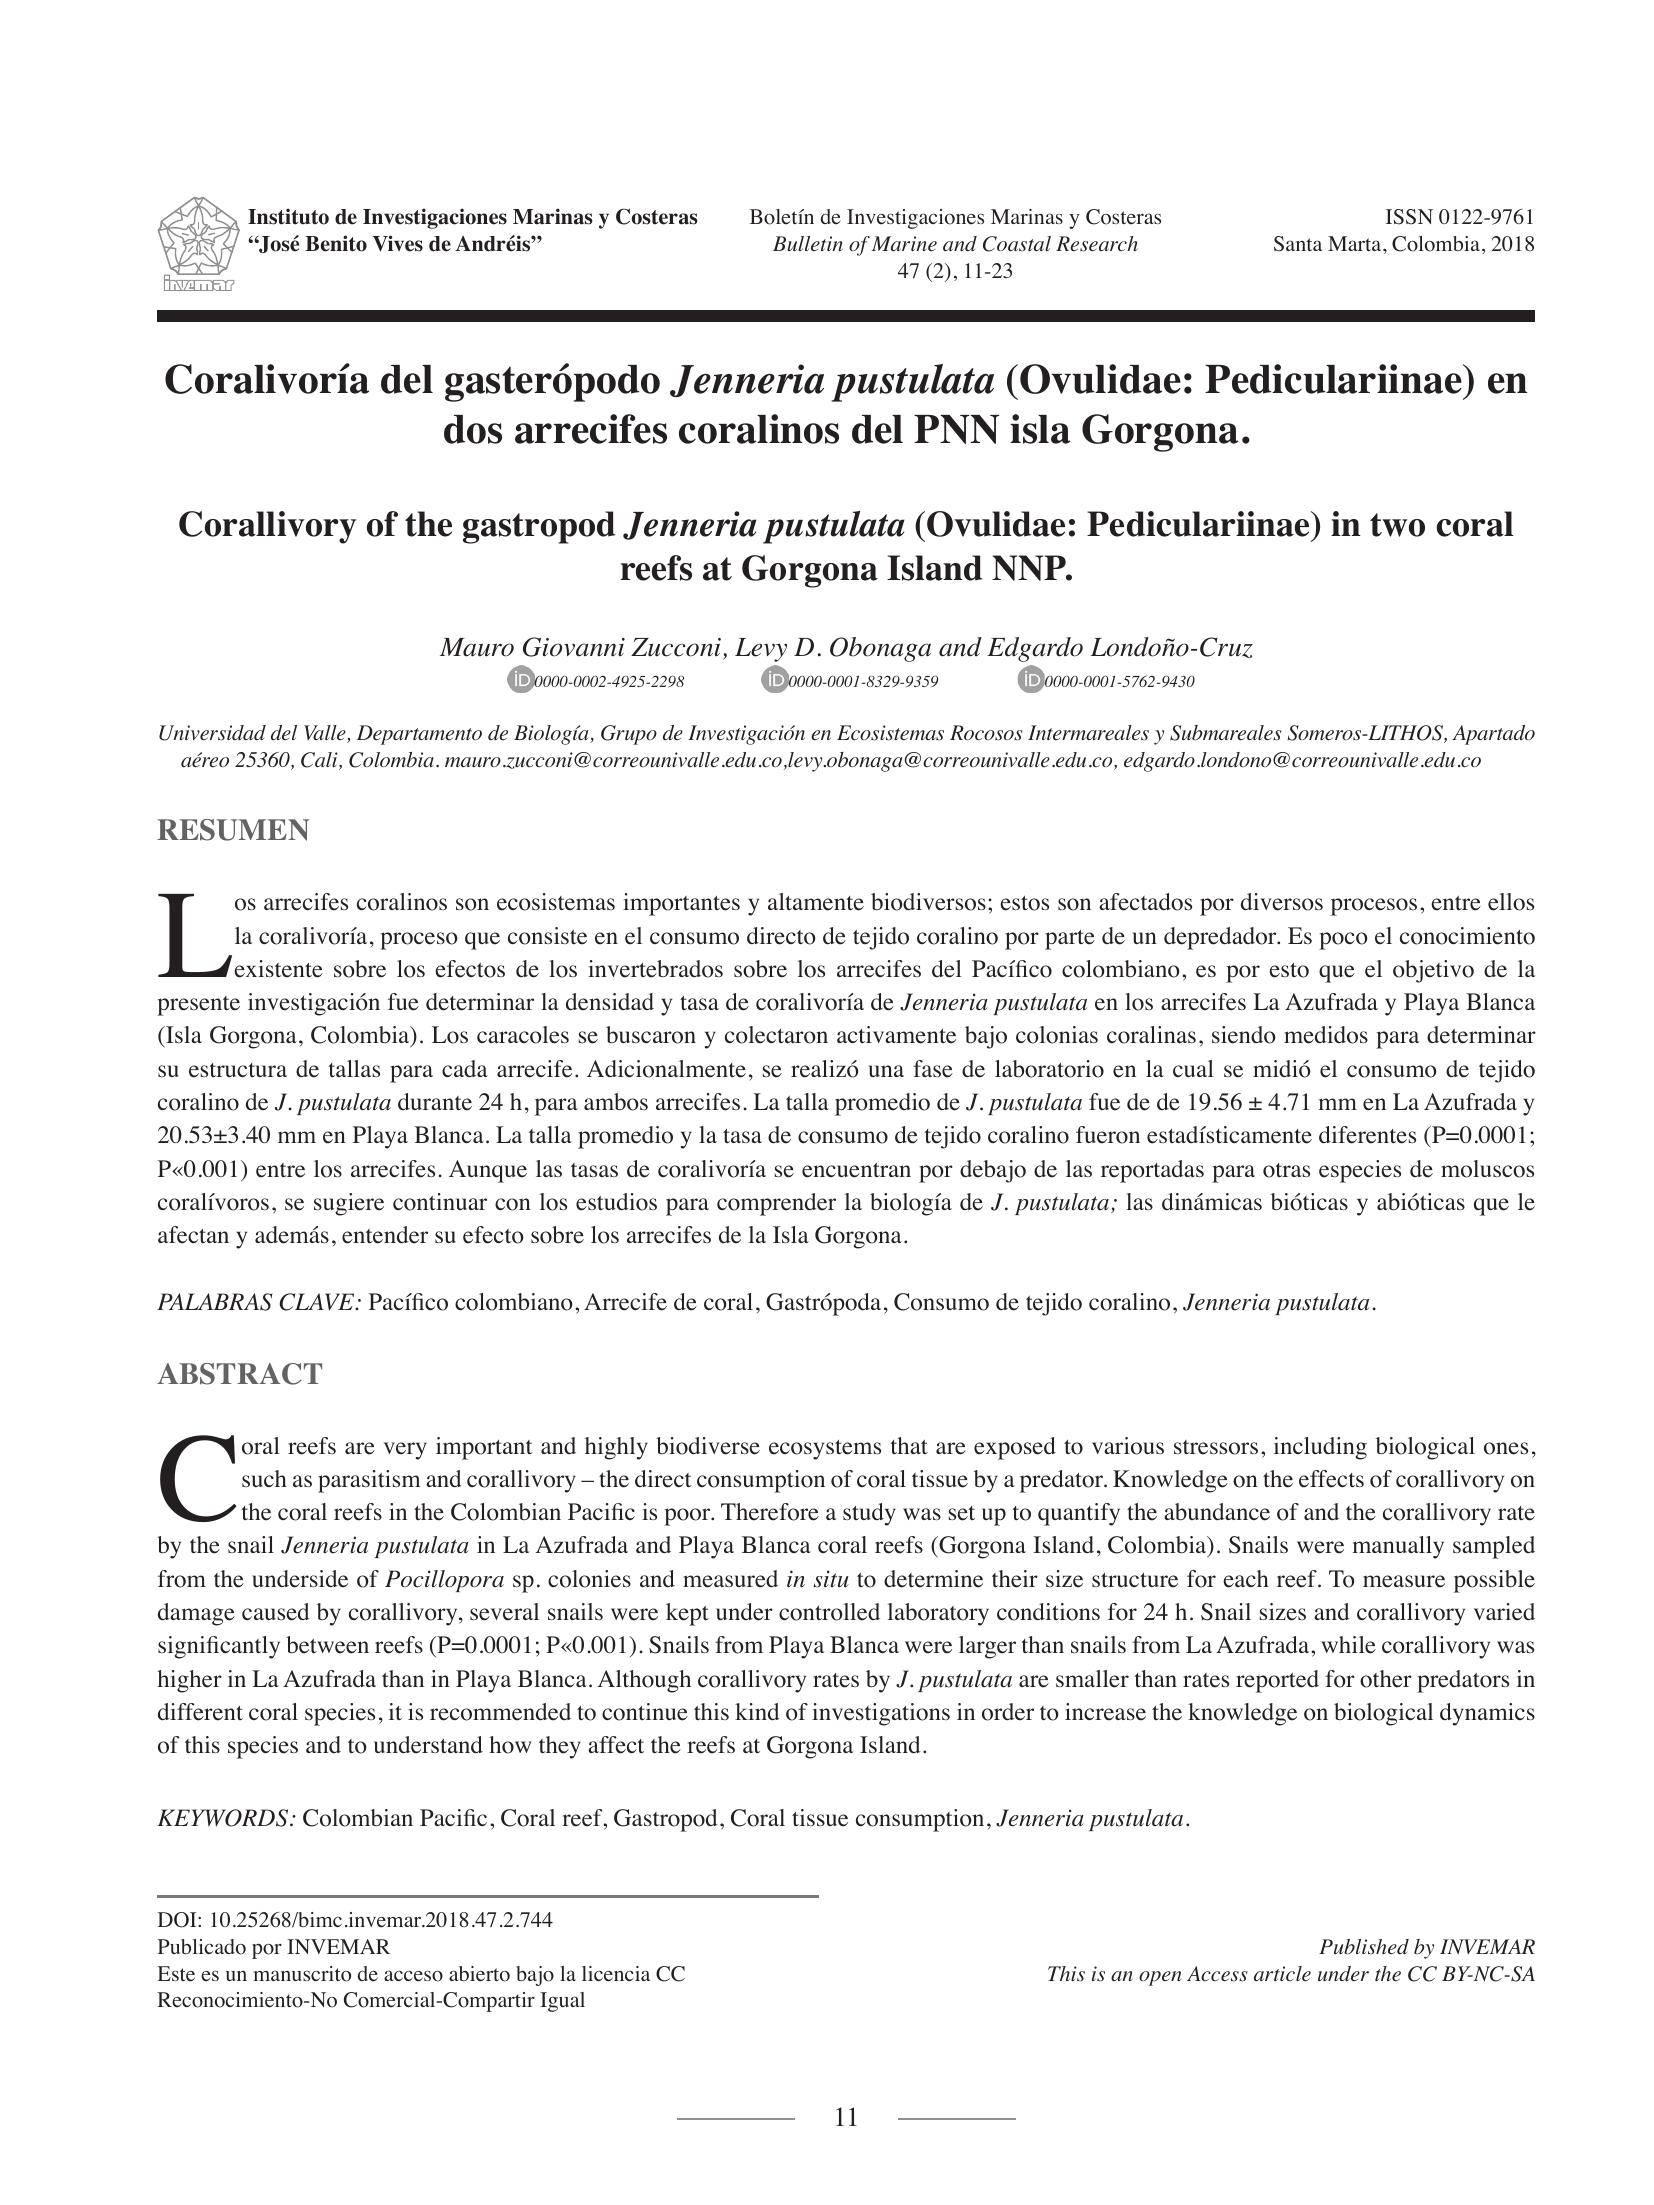 Instituto de Investigaciones Marinas y Costeras
“José Benito Vives de Andréis”
invemar
Boletín de Investigaciones Marinas y Costeras
Bulletin of Marine and Coastal Research
47 (2), 11-23
ISSN 0122-9761
Santa Marta, Colombia, 2018
Coralivoría del gasterópodo Jenneria pustulata (Ovulidae: Pediculariinae) en
dos arrecifes coralinos del PNN isla Gorgona.
Corallivory of the gastropod Jenneria pustulata (Ovulidae: Pediculariinae) in two coral
reefs at Gorgona Island NNP.
Mauro Giovanni Zucconi, Levy D. Obonaga and Edgardo Londoño-Cruz
iD 0000-0002-4925-2298 iD 0000-0001-8329-9359 iD 0000-0001-5762-9430
Universidad del Valle, Departamento de Biología, Grupo de Investigación en Ecosistemas Rocosos Intermareales y Submareales Someros-LITHOS, Apartado
aéreo 25360, Cali, Colombia. mauro.zucconi@correounivalle.edu.co,levy.obonaga@correounivalle.edu.co, edgardo.londono@correounivalle.edu.co
RESUMEN
Los arrecifes coralinos son ecosistemas importantes y altamente biodiversos; estos son afectados por diversos procesos, entre ellos
la coralivoría, proceso que consiste en el consumo directo de tejido coralino por parte de un depredador. Es poco el conocimiento
existente sobre los efectos de los invertebrados sobre los arrecifes del Pacífico colombiano, es por esto que el objetivo de la
presente investigación fue determinar la densidad y tasa de coralivoría de Jenneria pustulata en los arrecifes La Azufrada y Playa Blanca
(Isla Gorgona, Colombia). Los caracoles se buscaron y colectaron activamente bajo colonias coralinas, siendo medidos para determinar
su estructura de tallas para cada arrecife. Adicionalmente, se realizó una fase de laboratorio en la cual se midió el consumo de tejido
coralino de J. pustulata durante 24 h, para ambos arrecifes. La talla promedio de J. pustulata fue de de 19.56 ± 4.71 mm en La Azufrada y
20.53±3.40 mm en Playa Blanca. La talla promedio y la tasa de consumo de tejido coralino fueron estadísticamente diferentes (P=0.0001;
P«0.001) entre los arrecifes. Aunque las tasas de coralivoría se encuentran por debajo de las reportadas para otras especies de moluscos
coralívoros, se sugiere continuar con los estudios para comprender la biología de J. pustulata; las dinámicas bióticas y abióticas que le
afectan y además, entender su efecto sobre los arrecifes de la Isla Gorgona.
PALABRAS CLAVE: Pacífico colombiano, Arrecife de coral, Gastrópoda, Consumo de tejido coralino, Jenneria pustulata.
ABSTRACT
Coral reefs are very important and highly biodiverse ecosystems that are exposed to various stressors, including biological ones,
such as parasitism and corallivory – the direct consumption of coral tissue by a predator. Knowledge on the effects of corallivory on
the coral reefs in the Colombian Pacific is poor. Therefore a study was set up to quantify the abundance of and the corallivory rate
by the snail Jenneria pustulata in La Azufrada and Playa Blanca coral reefs (Gorgona Island, Colombia). Snails were manually sampled
from the underside of Pocillopora sp. colonies and measured in situ to determine their size structure for each reef. To measure possible
damage caused by corallivory, several snails were kept under controlled laboratory conditions for 24 h. Snail sizes and corallivory varied
significantly between reefs (P=0.0001; P«0.001). Snails from Playa Blanca were larger than snails from La Azufrada, while corallivory was
higher in La Azufrada than in Playa Blanca. Although corallivory rates by J. pustulata are smaller than rates reported for other predators in
different coral species, it is recommended to continue this kind of investigations in order to increase the knowledge on biological dynamics
of this species and to understand how they affect the reefs at Gorgona Island.
KEYWORDS: Colombian Pacific, Coral reef, Gastropod, Coral tissue consumption, Jenneria pustulata.
DOI: 10.25268/bimc.invemar.2018.47.2.744
Publicado por INVEMAR
Este es un manuscrito de acceso abierto bajo la licencia CC
Reconocimiento-No Comercial-Compartir Igual
Published by INVEMAR
This is an open Access article under the CC BY-NC-SA
11